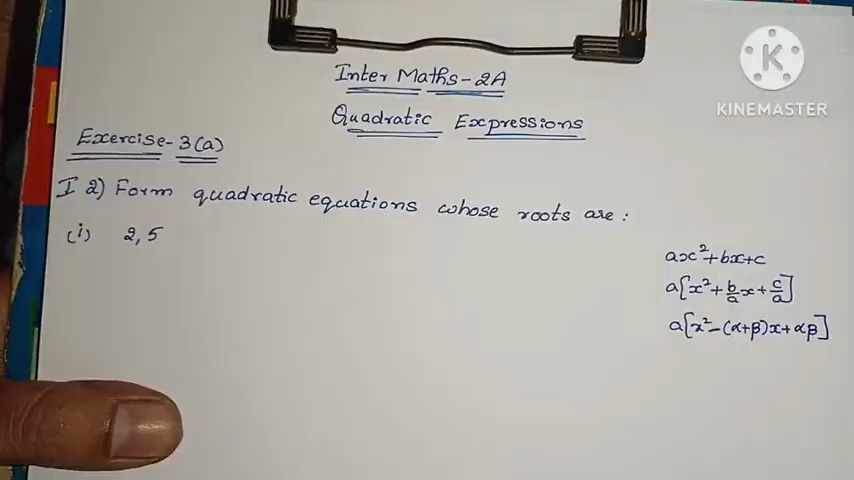 Inter Maths-2A
Quadratic Expressions
Exercise-3(a)
I 2) Form quadratic equations whose roots are :
(i) 2,5
ax²+bx+c
a[x²+b/a x+c/a]
a[x²-(α+β)x+αβ]
K
KINEMASTER